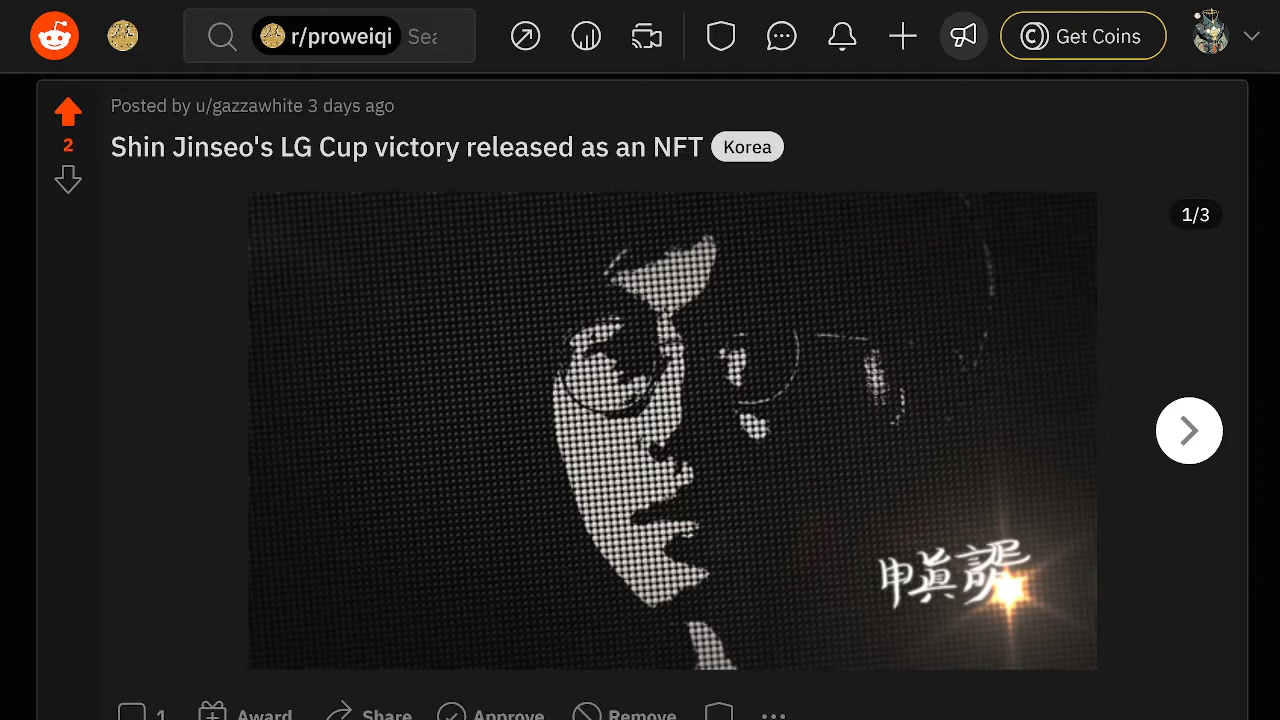 r/proweiqi Sea
Get Coins
Posted by u/gazzawhite 3 days ago
Shin Jinseo's LG Cup victory released as an NFT Korea
2
1/3
申眞諝
1 Award Share Approve Remove